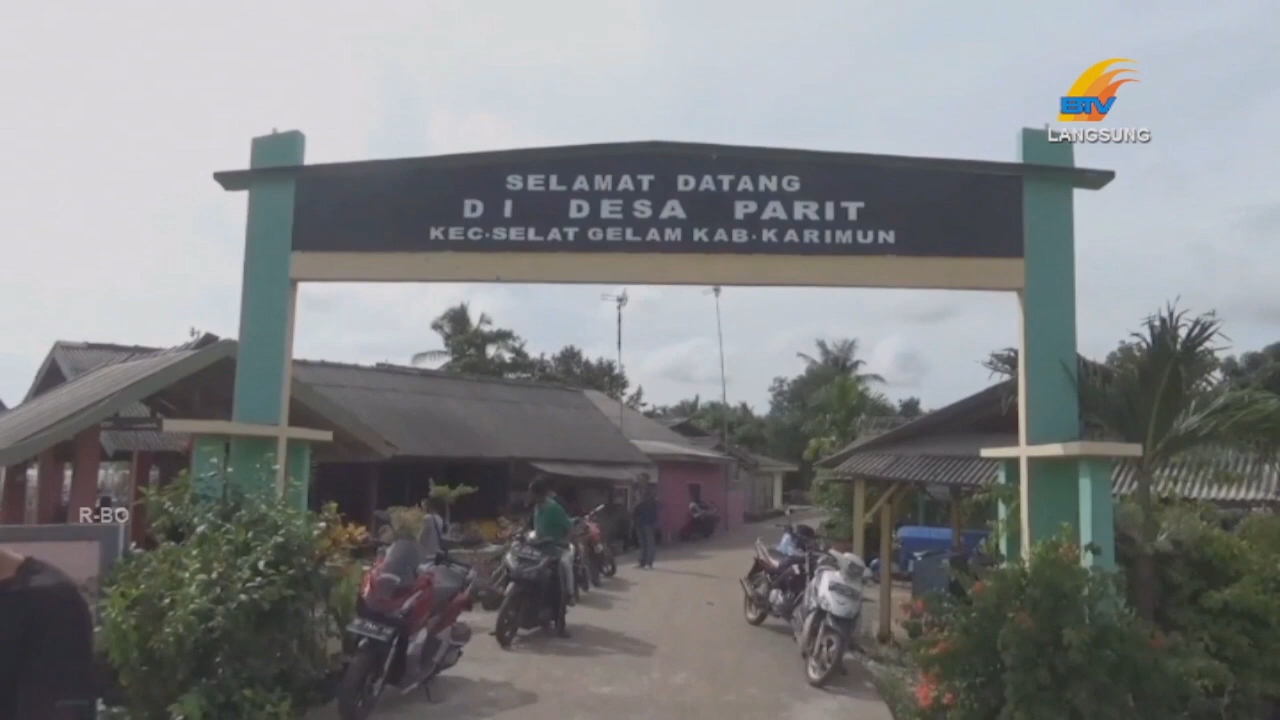 BTV
LANGSUNG
SELAMAT DATANG
DI DESA PARIT
KEC·SELAT GELAM KAB·KARIMUN
R-BO